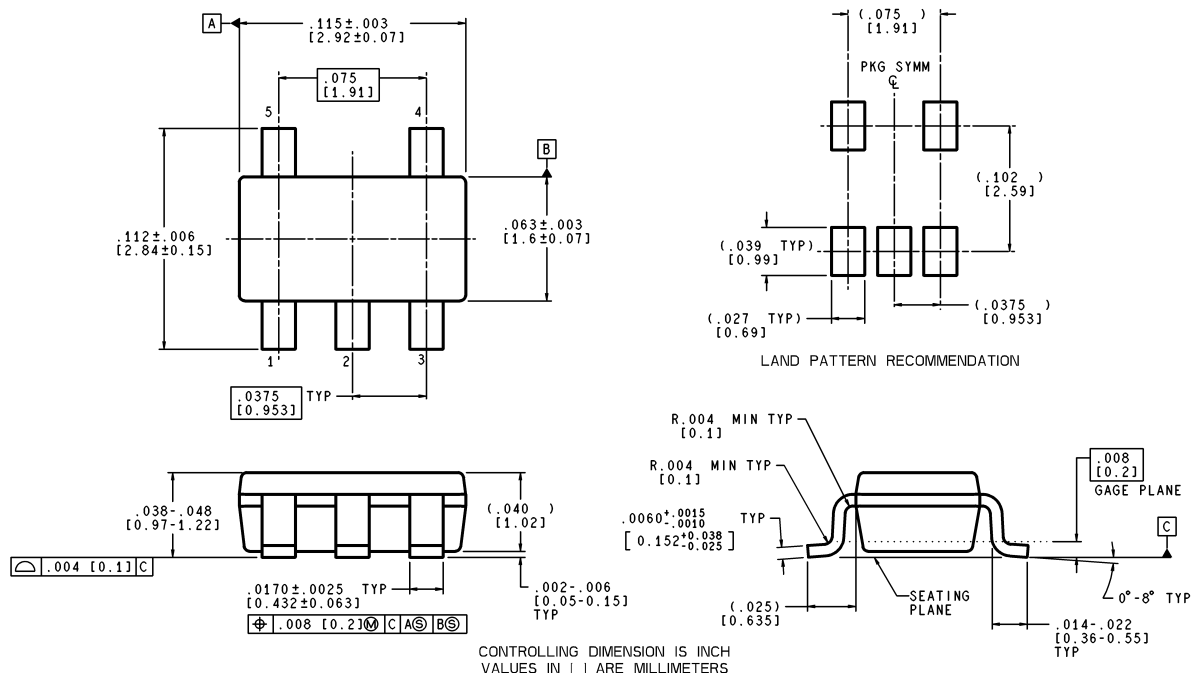 A
.115±.003
[2.92±0.07]
.075
[1.91]
5
4
B
.112±.006
[2.84±0.15]
.063±.003
[1.6±0.07]
1
2
3
.0375 TYP
[0.953]
(.075 )
[1.91]
PKG SYMM
℄
(.102 )
[2.59]
(.039 TYP)
[0.99]
(.027 TYP)
[0.69]
(.0375 )
[0.953]
LAND PATTERN RECOMMENDATION
.038-.048
[0.97-1.22]
(.040 )
[1.02]
⌓ .004 [0.1] C
.0170±.0025 TYP
[0.432±0.063]
⌖ .008 [0.2]Ⓜ C AⓈ BⓈ
.002-.006
[0.05-0.15]
TYP
R.004 MIN TYP
[0.1]
R.004 MIN TYP
[0.1]
.0060+.0015 -.0010 TYP
[0.152+0.038 -0.025]
.008
[0.2]
GAGE PLANE
C
SEATING
PLANE
(.025)
[0.635]
0°-8° TYP
.014-.022
[0.36-0.55]
TYP
CONTROLLING DIMENSION IS INCH
VALUES IN [ ] ARE MILLIMETERS